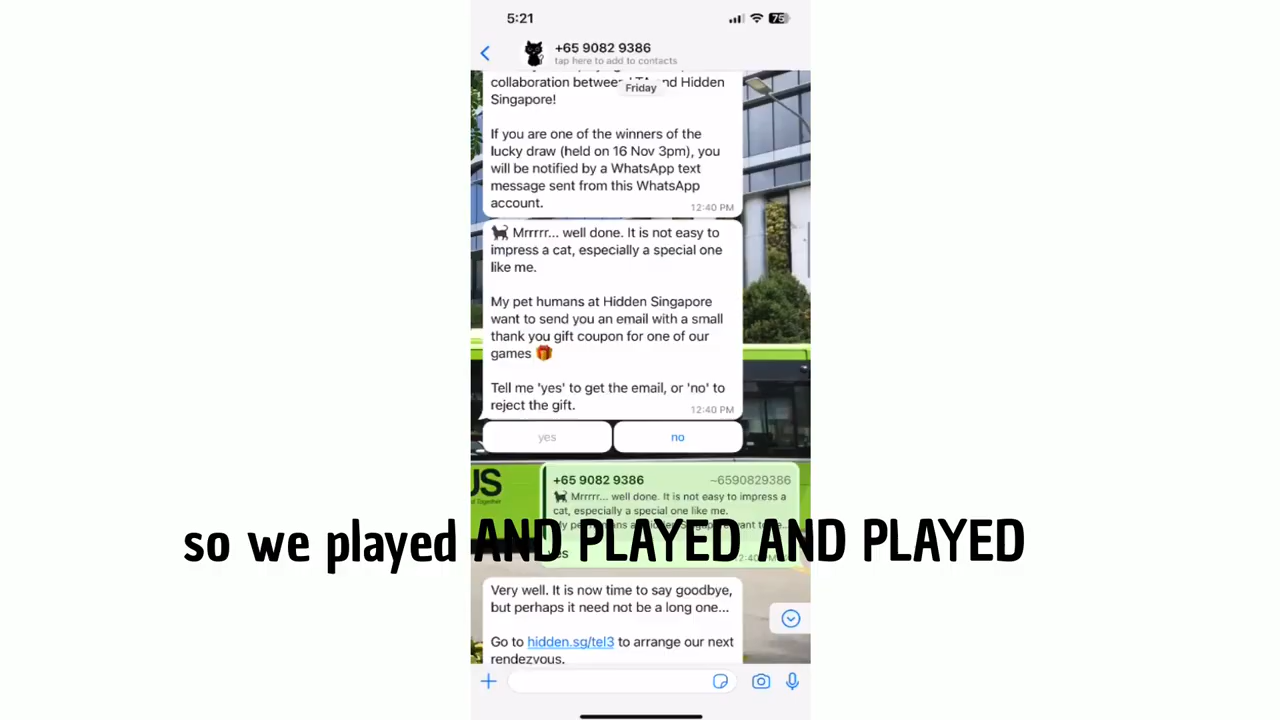 5:21
75
+65 9082 9386
tap here to add to contacts
collaboration between LTA and Hidden
Friday
Singapore!
If you are one of the winners of the
lucky draw (held on 16 Nov 3pm), you
will be notified by a WhatsApp text
message sent from this WhatsApp
account.
12:40 PM
🐈‍⬛ Mrrrrr... well done. It is not easy to
impress a cat, especially a special one
like me.
My pet humans at Hidden Singapore
want to send you an email with a small
thank you gift coupon for one of our
games 🎁
Tell me 'yes' to get the email, or 'no' to
reject the gift.
12:40 PM
yes
no
US
Together
+65 9082 9386
~6590829386
🐈‍⬛ Mrrrrr... well done. It is not easy to impress a
cat, especially a special one like me.
so we played AND PLAYED AND PLAYED
yes
Very well. It is now time to say goodbye,
but perhaps it need not be a long one...
Go to hidden.sg/tel3 to arrange our next
rendezvous.